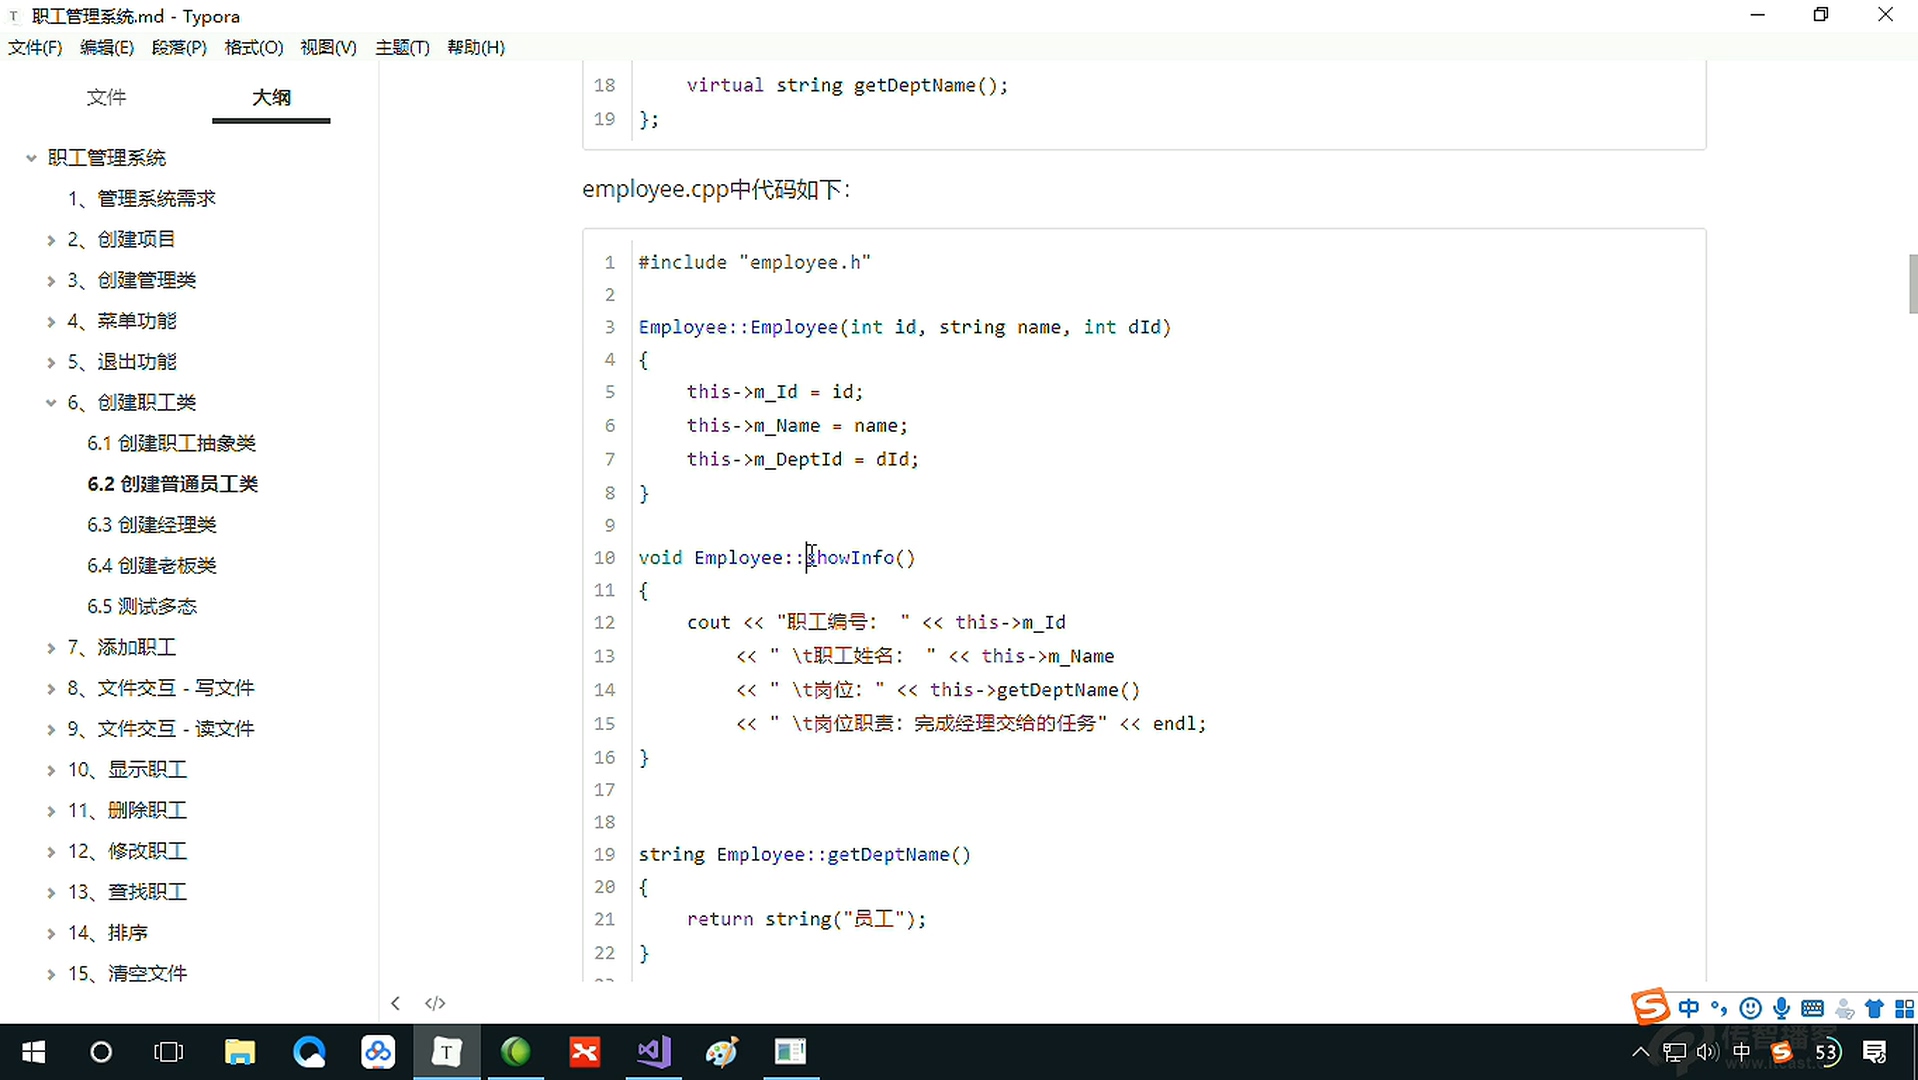 职工管理系统.md - Typora
文件(F) 编辑(E) 段落(P) 格式(O) 视图(V) 主题(T) 帮助(H)
文件 大纲
职工管理系统
1、管理系统需求
2、创建项目
3、创建管理类
4、菜单功能
5、退出功能
6、创建职工类
6.1 创建职工抽象类
6.2 创建普通员工类
6.3 创建经理类
6.4 创建老板类
6.5 测试多态
7、添加职工
8、文件交互 - 写文件
9、文件交互 - 读文件
10、显示职工
11、删除职工
12、修改职工
13、查找职工
14、排序
15、清空文件
18 virtual string getDeptName();
19 };
employee.cpp中代码如下：
1 #include "employee.h"
2
3 Employee::Employee(int id, string name, int dId)
4 {
5 this->m_Id = id;
6 this->m_Name = name;
7 this->m_DeptId = dId;
8 }
9
10 void Employee::showInfo()
11 {
12 cout << "职工编号： " << this->m_Id
13 << " \t职工姓名： " << this->m_Name
14 << " \t岗位：" << this->getDeptName()
15 << " \t岗位职责：完成经理交给的任务" << endl;
16 }
17
18
19 string Employee::getDeptName()
20 {
21 return string("员工");
22 }
中
中 53
传智播客
www.itcast.cn